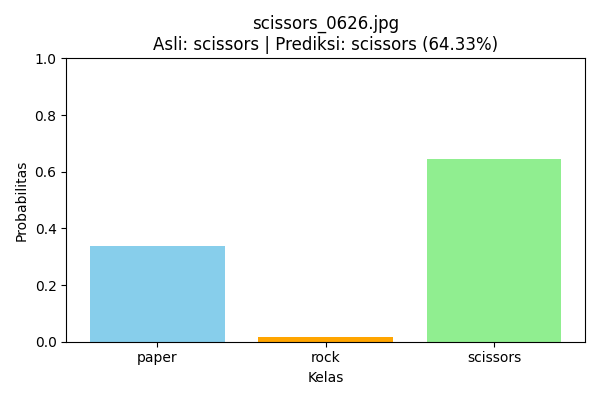 scissors_0626.jpg
Asli: scissors | Prediksi: scissors (64.33%)
1.0
0.8
0.6
0.4
0.2
0.0
Probabilitas
paper rock scissors
Kelas